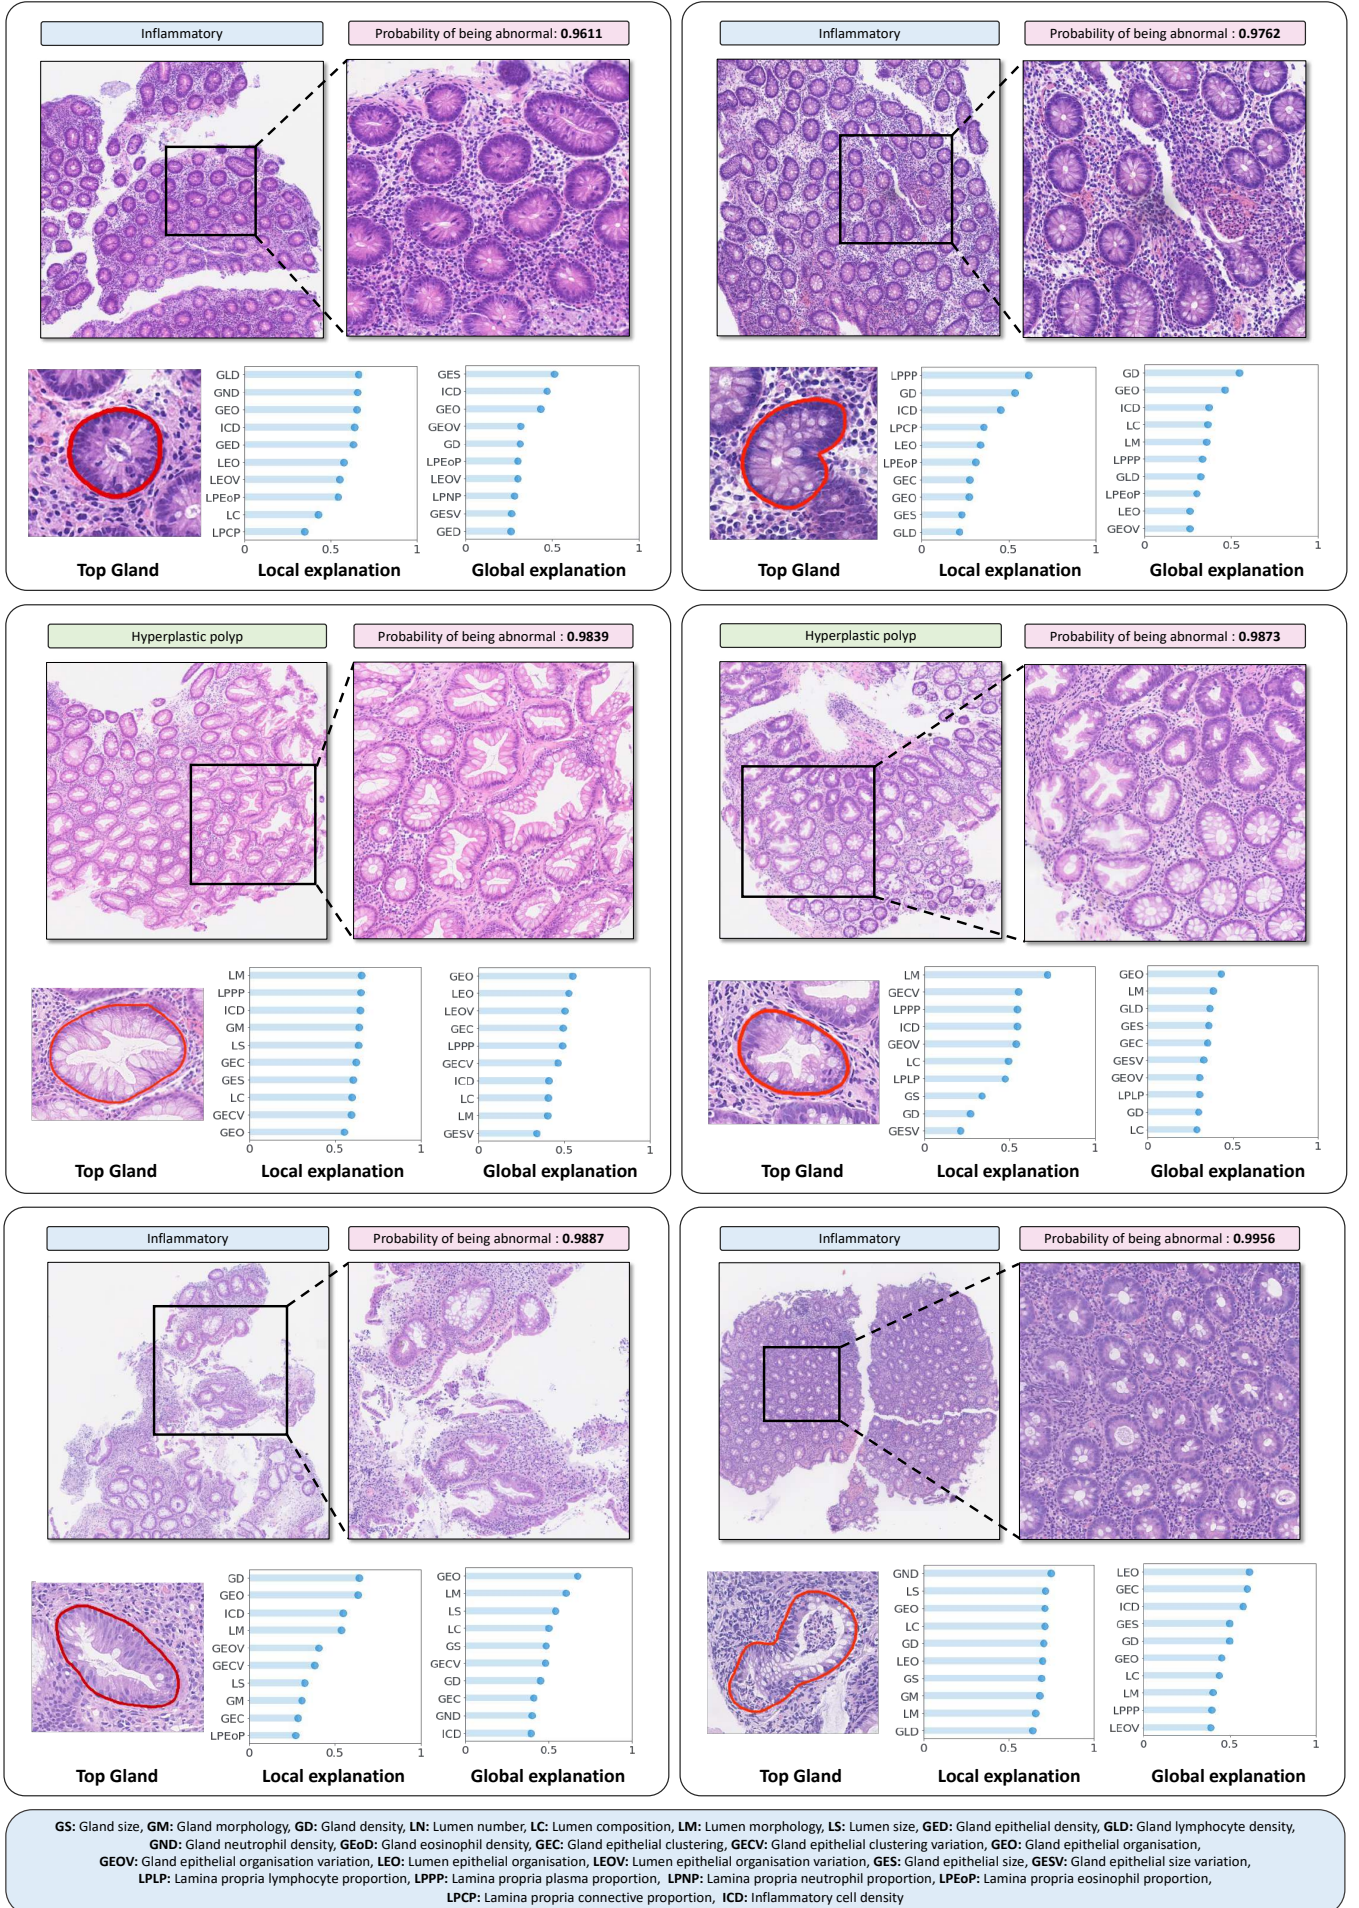 Inflammatory
Probability of being abnormal: 0.9611
GLD
GND
GEO
ICD
GED
LEO
LEOV
LPEoP
LC
LPCP
0 0.5 1
GES
ICD
GEO
GEOV
GD
LPEoP
LEOV
LPNP
GESV
GED
0 0.5 1
Top Gland
Local explanation
Global explanation
Inflammatory
Probability of being abnormal : 0.9762
LPPP
GD
ICD
LPCP
LEO
LPEoP
GEC
GEO
GES
GLD
0 0.5 1
GD
GEO
ICD
LC
LM
LPPP
GLD
LPEoP
LEO
GEOV
0 0.5 1
Top Gland
Local explanation
Global explanation
Hyperplastic polyp
Probability of being abnormal : 0.9839
LM
LPPP
ICD
GM
LS
GEC
GES
LC
GECV
GEO
0 0.5 1
GEO
LEO
LEOV
GEC
LPPP
GECV
ICD
LC
LM
GESV
0 0.5 1
Top Gland
Local explanation
Global explanation
Hyperplastic polyp
Probability of being abnormal : 0.9873
LM
GECV
LPPP
ICD
GEOV
LC
LPLP
GS
GD
GESV
0 0.5 1
GEO
LM
GLD
GES
GEC
GESV
GEOV
LPLP
GD
LC
0 0.5 1
Top Gland
Local explanation
Global explanation
Inflammatory
Probability of being abnormal : 0.9887
GD
GEO
ICD
LM
GEOV
GECV
LS
GM
GEC
LPEoP
0 0.5 1
GEO
LM
LS
LC
GS
GECV
GD
GEC
GND
ICD
0 0.5 1
Top Gland
Local explanation
Global explanation
Inflammatory
Probability of being abnormal : 0.9956
GND
LS
GEO
LC
GD
LEO
GS
GM
LM
GLD
0 0.5 1
LEO
GEC
ICD
GES
GD
GEO
LC
LM
LPPP
LEOV
0 0.5 1
Top Gland
Local explanation
Global explanation
GS: Gland size, GM: Gland morphology, GD: Gland density, LN: Lumen number, LC: Lumen composition, LM: Lumen morphology, LS: Lumen size, GED: Gland epithelial density, GLD: Gland lymphocyte density,
GND: Gland neutrophil density, GEoD: Gland eosinophil density, GEC: Gland epithelial clustering, GECV: Gland epithelial clustering variation, GEO: Gland epithelial organisation,
GEOV: Gland epithelial organisation variation, LEO: Lumen epithelial organisation, LEOV: Lumen epithelial organisation variation, GES: Gland epithelial size, GESV: Gland epithelial size variation,
LPLP: Lamina propria lymphocyte proportion, LPPP: Lamina propria plasma proportion, LPNP: Lamina propria neutrophil proportion, LPEoP: Lamina propria eosinophil proportion,
LPCP: Lamina propria connective proportion, ICD: Inflammatory cell density